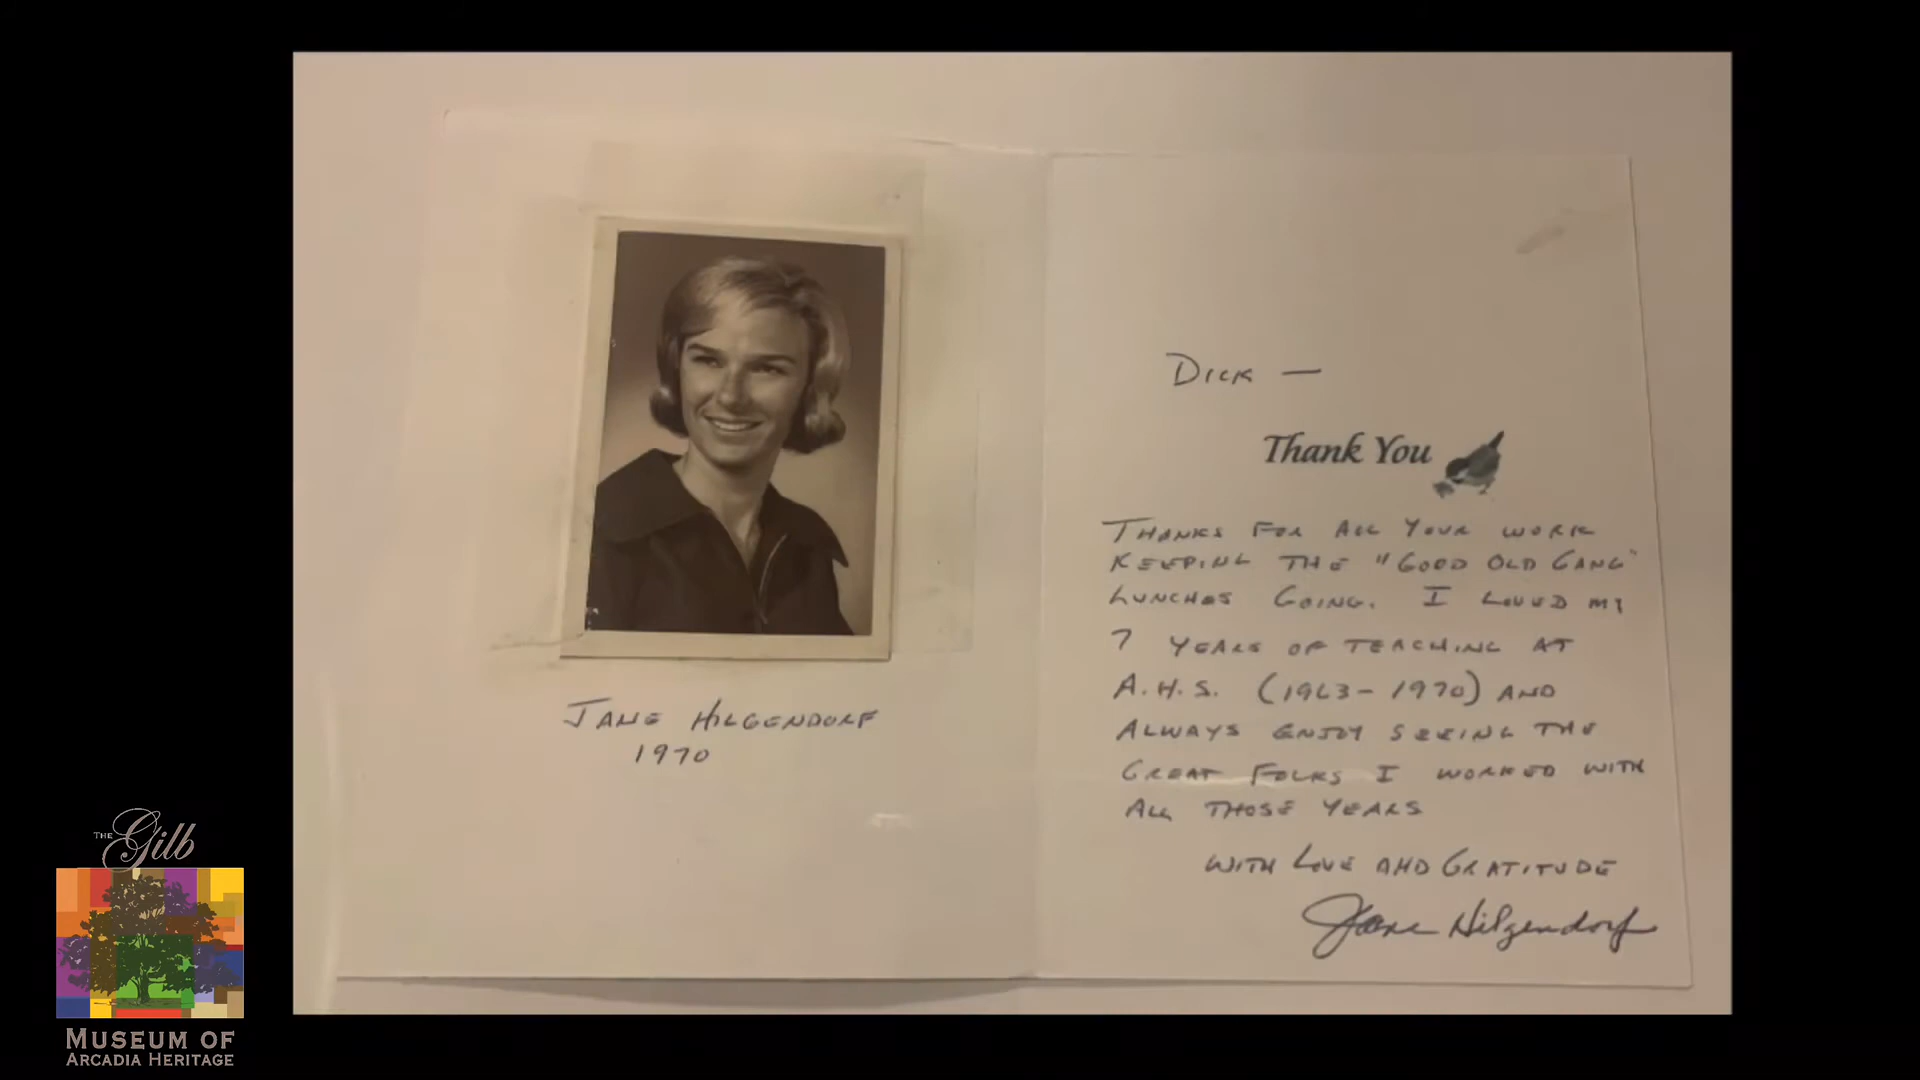 JANE HILGENDORF
1970
DICK —
Thank You
THANKS FOR ALL YOUR WORK
KEEPING THE "GOOD OLD GANG"
LUNCHES GOING. I LOVED MY
7 YEARS OF TEACHING AT
A.H.S. (1963-1970) AND
ALWAYS ENJOY SEEING THE
GREAT FOLKS I WORKED WITH
ALL THOSE YEARS
WITH LOVE AND GRATITUDE
Jane Hilgendorf
THE Gilb
MUSEUM OF
ARCADIA HERITAGE